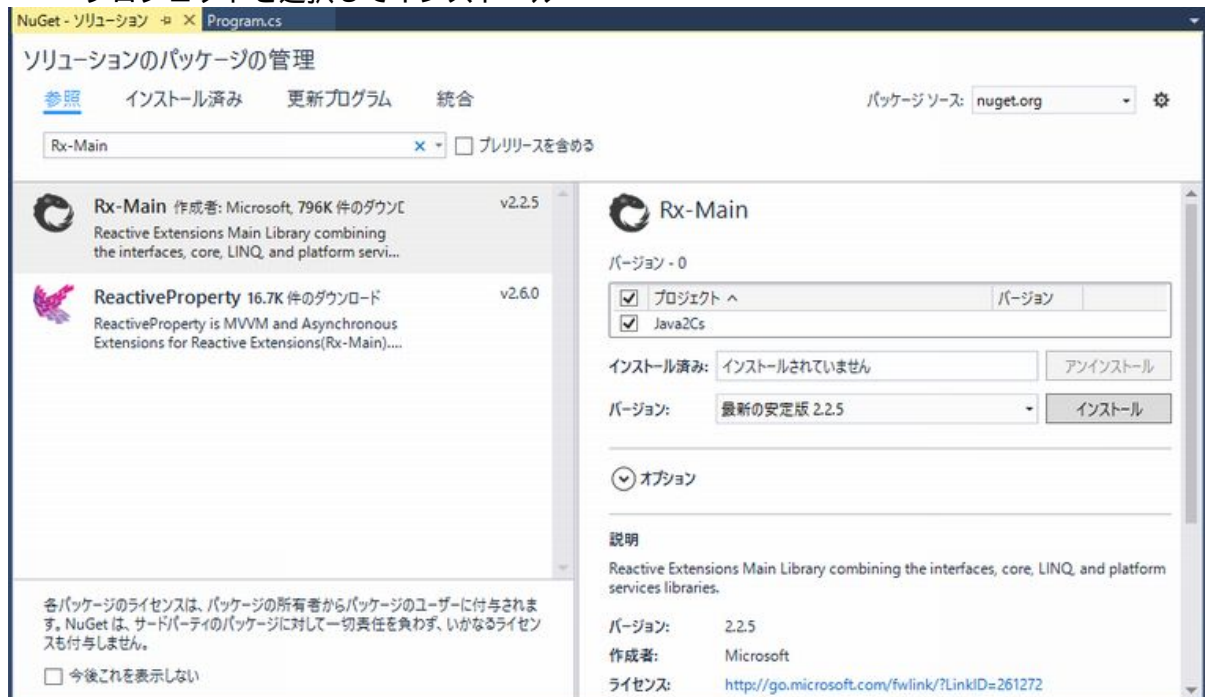 NuGet - ソリューション Program.cs
ソリューションのパッケージの管理
参照 インストール済み 更新プログラム 統合
パッケージ ソース: nuget.org
Rx-Main
プレリリースを含める
Rx-Main 作成者: Microsoft, 796K 件のダウンロ v2.2.5
Reactive Extensions Main Library combining
the interfaces, core, LINQ, and platform servi...
ReactiveProperty 16.7K 件のダウンロード v2.6.0
ReactiveProperty is MVVM and Asynchronous
Extensions for Reactive Extensions(Rx-Main)....
各パッケージのライセンスは、パッケージの所有者からパッケージのユーザーに付与されま
す。NuGet は、サードパーティのパッケージに対して一切責任を負わず、いかなるライセン
スも付与しません。
今後これを表示しない
Rx-Main
バージョン - 0
プロジェクト バージョン
Java2Cs
インストール済み: インストールされていません アンインストール
バージョン: 最新の安定版 2.2.5 インストール
オプション
説明
Reactive Extensions Main Library combining the interfaces, core, LINQ, and platform
services libraries.
バージョン: 2.2.5
作成者: Microsoft
ライセンス: http://go.microsoft.com/fwlink/?LinkID=261272